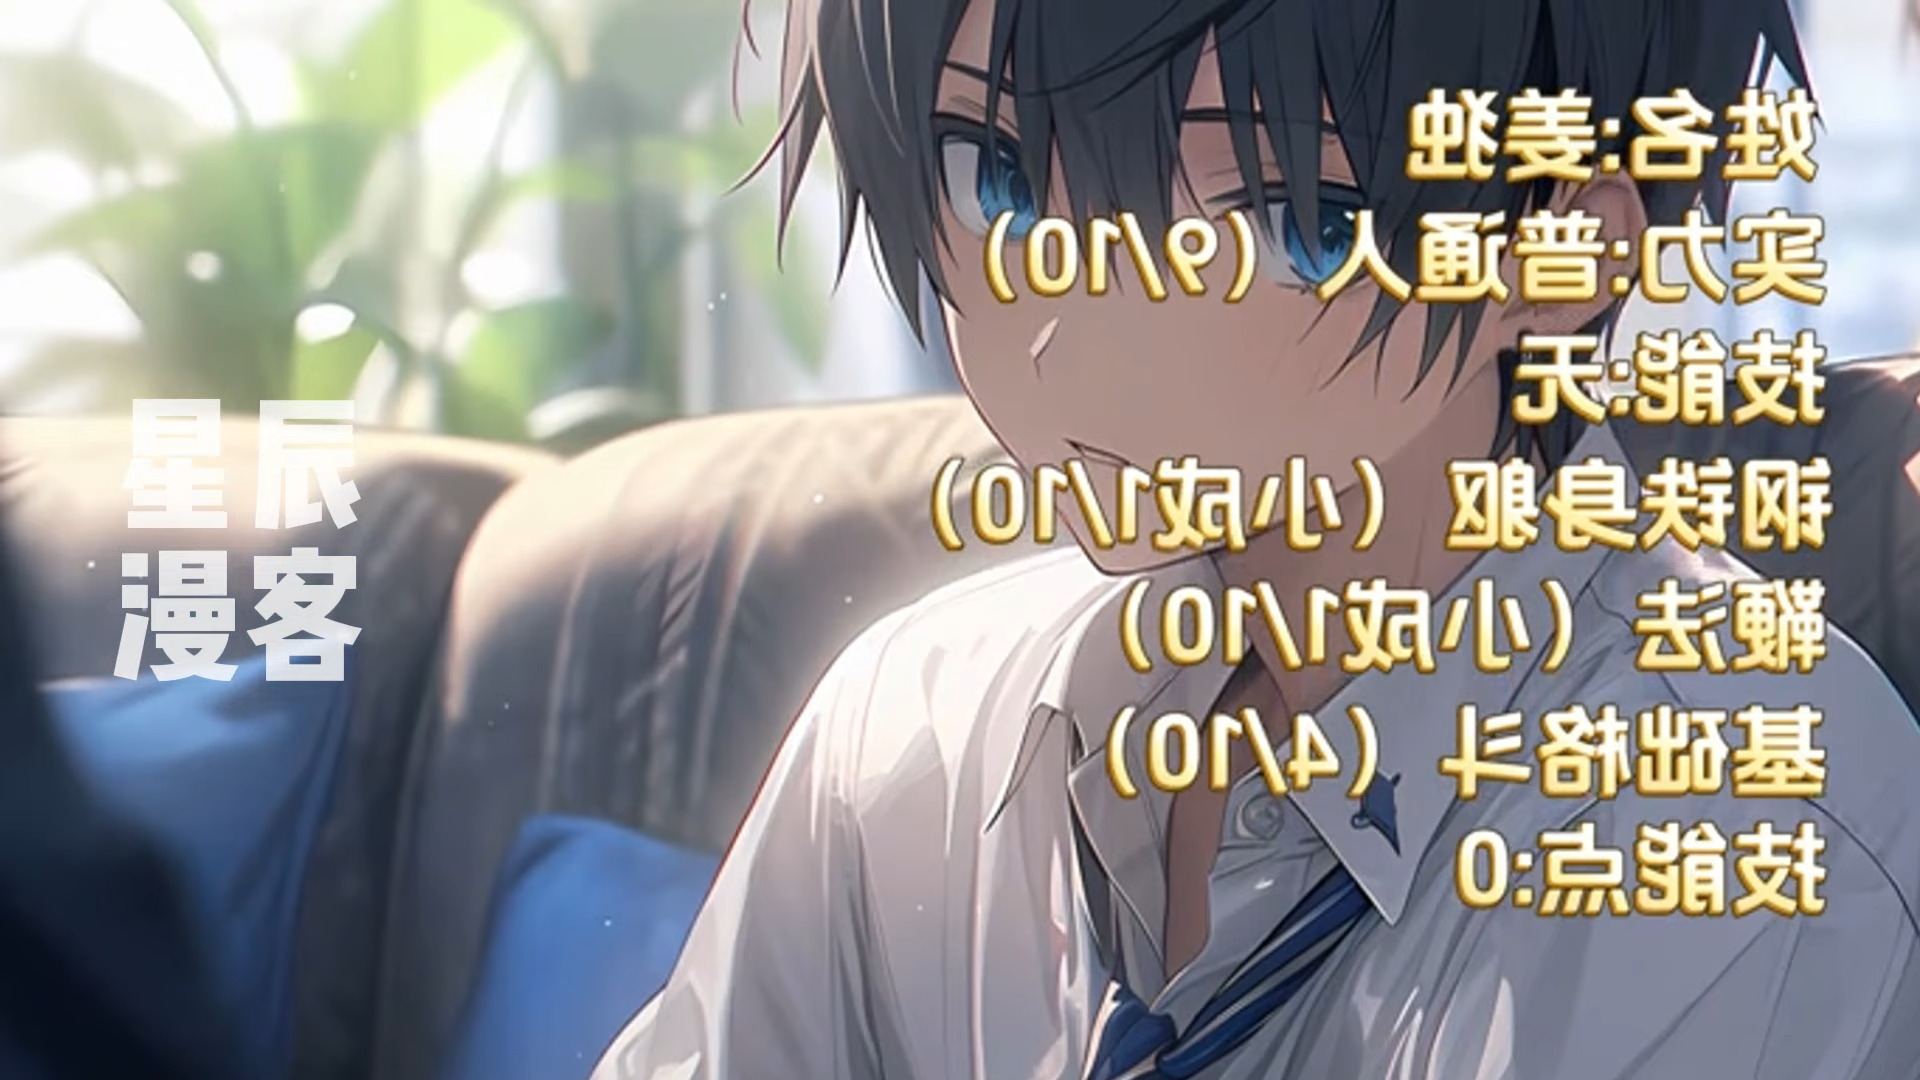 星辰
漫客
姓名:姜独
实力:普通人（9/10）
技能:无
钢铁身躯（小成1/10）
鞭法（小成1/10）
基础格斗（4/10）
技能点:0